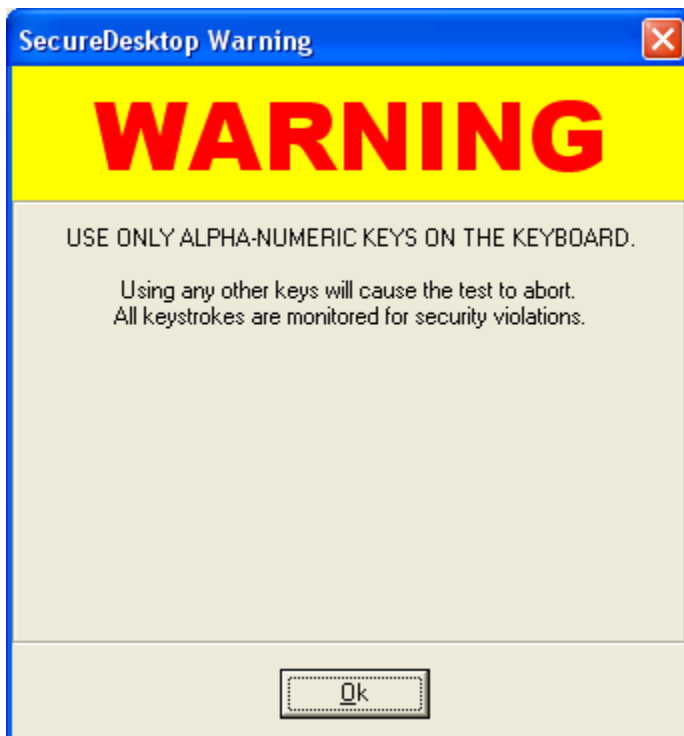 SecureDesktop Warning
WARNING
USE ONLY ALPHA-NUMERIC KEYS ON THE KEYBOARD.
Using any other keys will cause the test to abort.
All keystrokes are monitored for security violations.
Ok